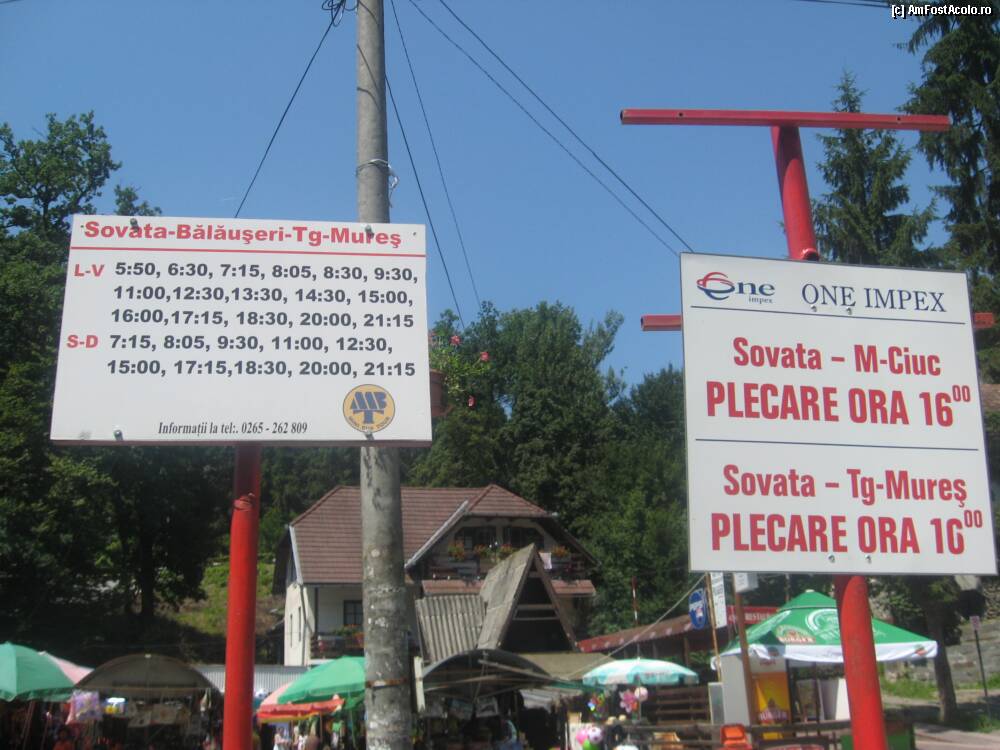 [c] AmFostAcolo.ro
Sovata-Bălăuşeri-Tg-Mureş
L-V 5:50, 6:30, 7:15, 8:05, 8:30, 9:30,
11:00,12:30,13:30, 14:30, 15:00,
16:00,17:15, 18:30, 20:00, 21:15
S-D 7:15, 8:05, 9:30, 11:00, 12:30,
15:00, 17:15,18:30, 20:00, 21:15
Informații la tel:. 0265 - 262 809
One
impex
ONE IMPEX
Sovata – M-Ciuc
PLECARE ORA 16⁰⁰
Sovata – Tg-Mureş
PLECARE ORA 16⁰⁰